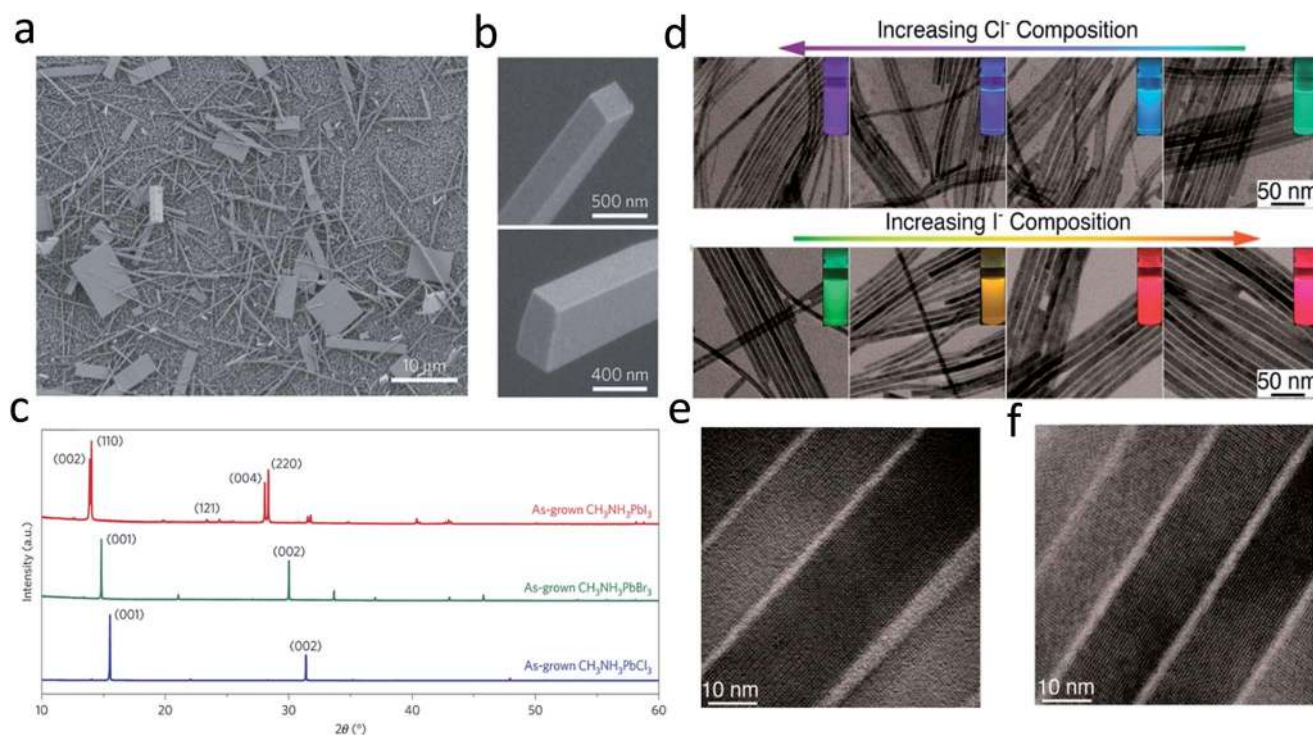 a
10 µm
b
500 nm
400 nm
d
Increasing Cl⁻ Composition
50 nm
Increasing I⁻ Composition
50 nm
c
Intensity (a.u.)
(002)
(110)
(121)
(004)
(220)
As-grown CH₃NH₃PbI₃
(001)
(002)
As-grown CH₃NH₃PbBr₃
(001)
(002)
As-grown CH₃NH₃PbCl₃
10 20 30 40 50 60
2θ (°)
e
10 nm
f
10 nm